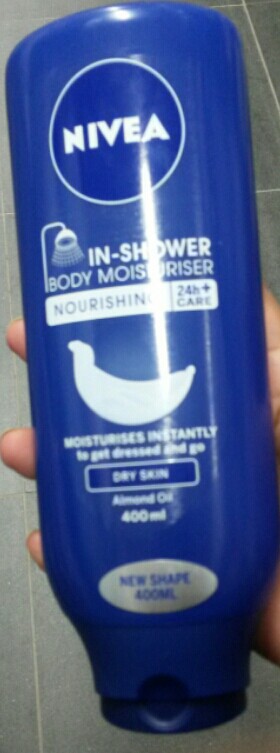 NIVEA
IN-SHOWER
BODY MOISTURISER
NOURISHING
24h+
CARE
MOISTURISES INSTANTLY
to get dressed and go
DRY SKIN
Almond Oil
400ml
NEW SHAPE
400ML